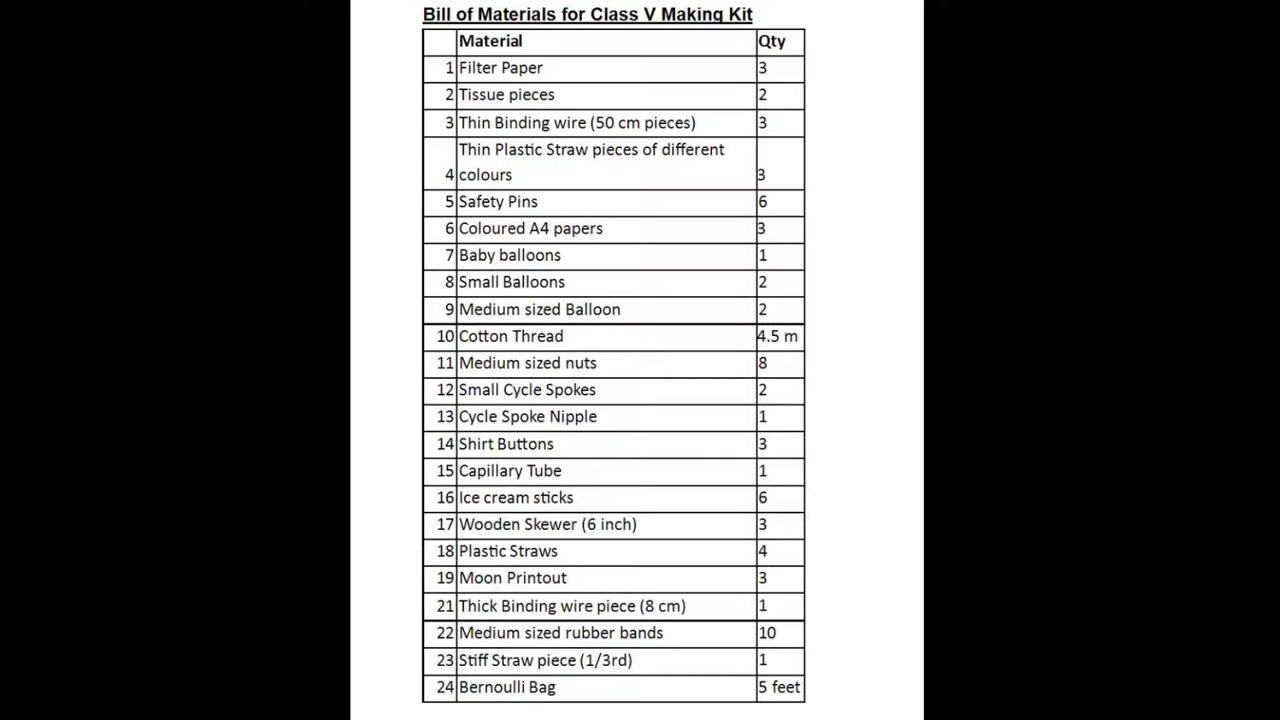 Bill of Materials for Class V Making Kit
Material Qty
1 Filter Paper 3
2 Tissue pieces 2
3 Thin Binding wire (50 cm pieces) 3
Thin Plastic Straw pieces of different
4 colours 3
5 Safety Pins 6
6 Coloured A4 papers 3
7 Baby balloons 1
8 Small Balloons 2
9 Medium sized Balloon 2
10 Cotton Thread 4.5 m
11 Medium sized nuts 8
12 Small Cycle Spokes 2
13 Cycle Spoke Nipple 1
14 Shirt Buttons 3
15 Capillary Tube 1
16 Ice cream sticks 6
17 Wooden Skewer (6 inch) 3
18 Plastic Straws 4
19 Moon Printout 3
21 Thick Binding wire piece (8 cm) 1
22 Medium sized rubber bands 10
23 Stiff Straw piece (1/3rd) 1
24 Bernoulli Bag 5 feet